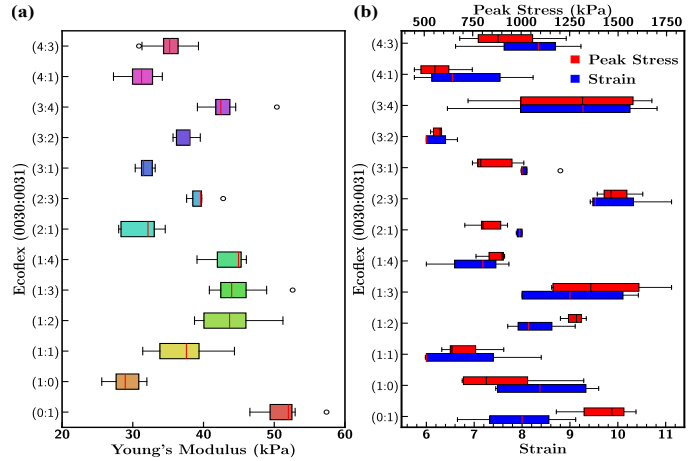 (a)
(b)
Peak Stress (kPa)
500 750 1000 1250 1500 1750
Ecoflex (0030:0031)
(4:3)
(4:1)
(3:4)
(3:2)
(3:1)
(2:3)
(2:1)
(1:4)
(1:3)
(1:2)
(1:1)
(1:0)
(0:1)
20 30 40 50 60
Young's Modulus (kPa)
Ecoflex (0030:0031)
(4:3)
(4:1)
(3:4)
(3:2)
(3:1)
(2:3)
(2:1)
(1:4)
(1:3)
(1:2)
(1:1)
(1:0)
(0:1)
Peak Stress
Strain
6 7 8 9 10 11
Strain